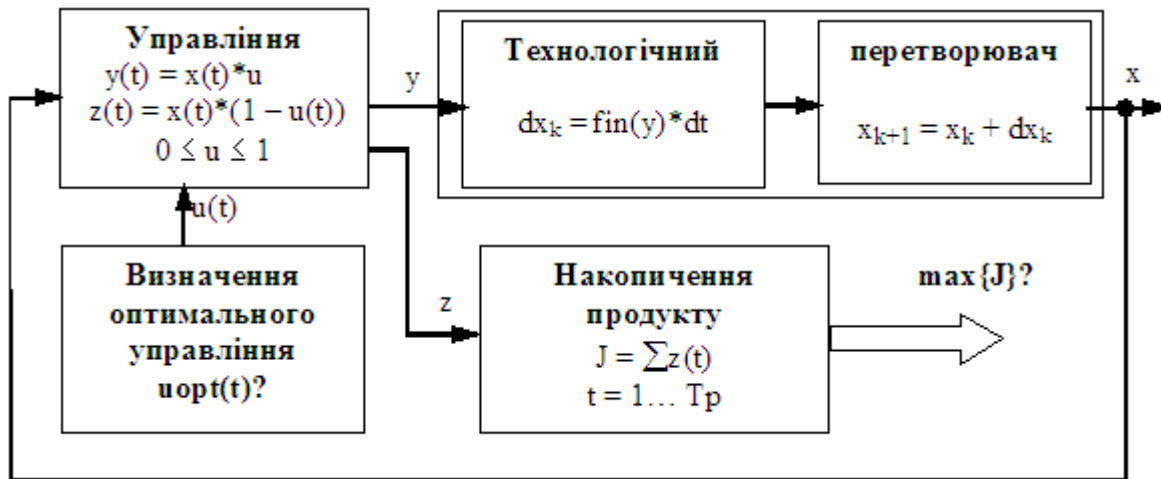 Управління
y(t) = x(t)*u
z(t) = x(t)*(1 – u(t))
0 ≤ u ≤ 1
y
Технологічний
dxₖ = fin(y)*dt
перетворювач
xₖ₊₁ = xₖ + dxₖ
x
u(t)
Визначення
оптимального
управління
uopt(t)?
z
Накопичення
продукту
J = ∑z(t)
t = 1... Tp
max{J}?